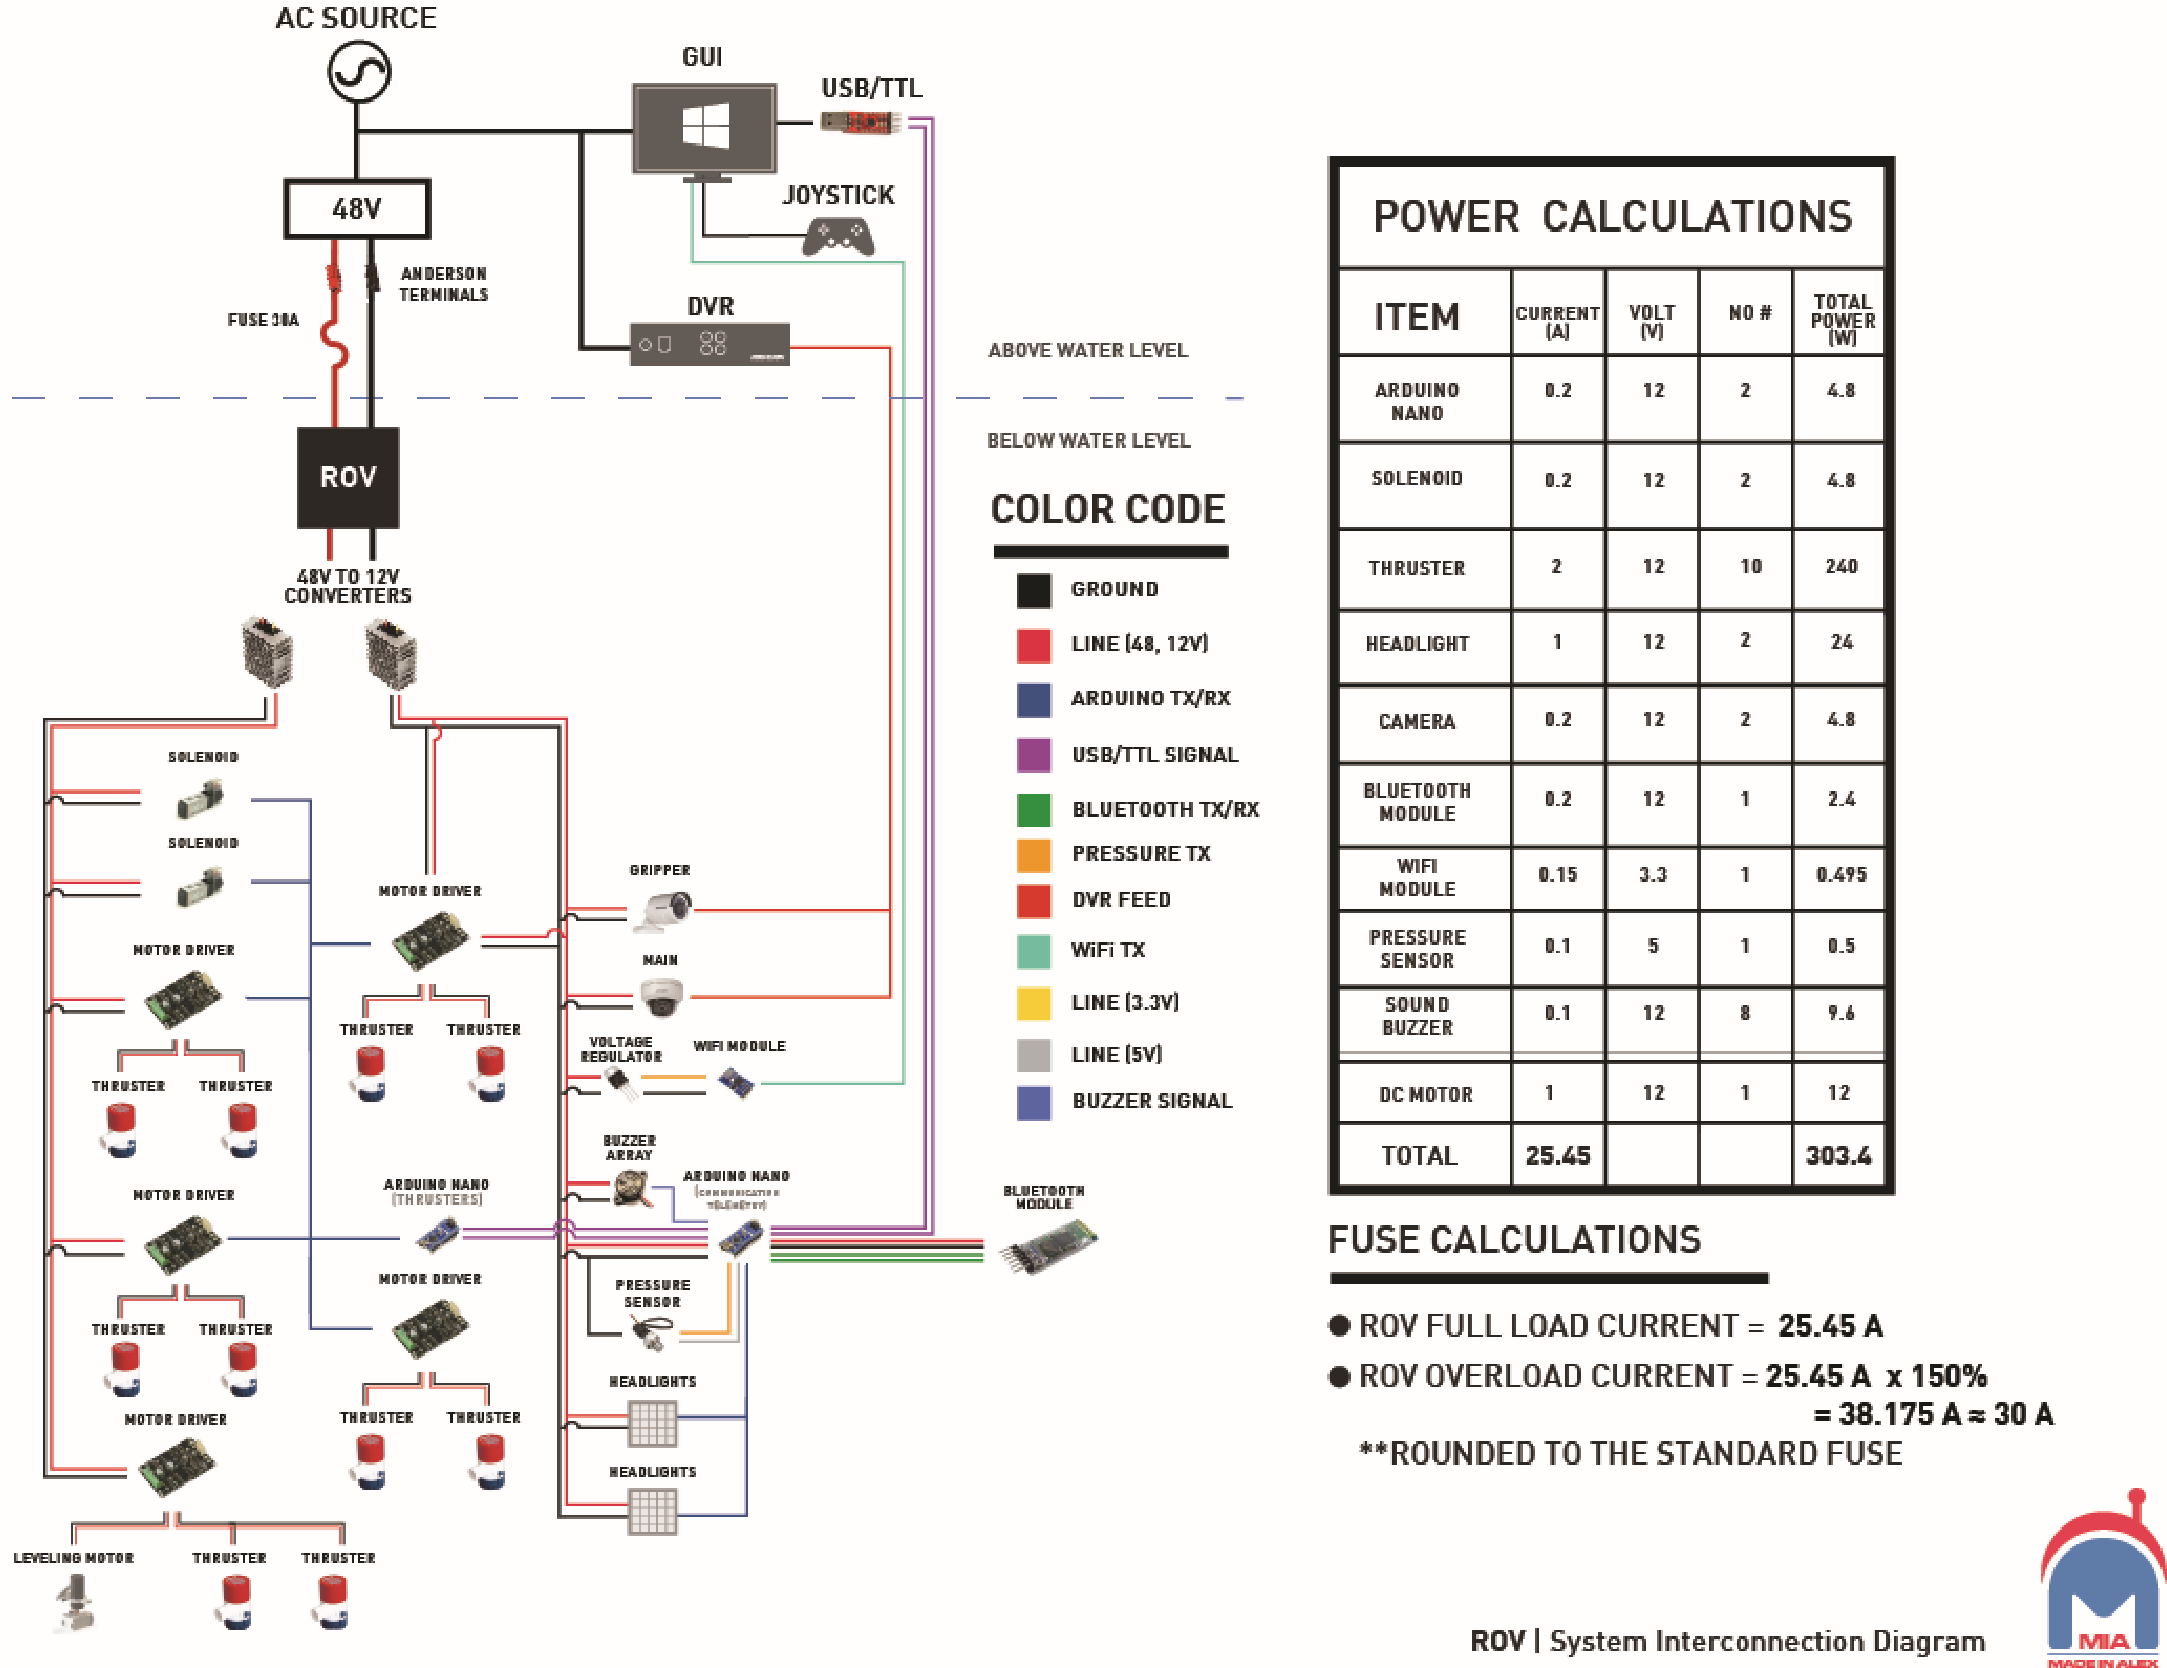 AC SOURCE
GUI
USB/TTL
JOYSTICK
48V
ANDERSON
TERMINALS
FUSE 30A
DVR
ABOVE WATER LEVEL
BELOW WATER LEVEL
ROV
48V TO 12V
CONVERTERS
SOLENOID
SOLENOID
MOTOR DRIVER
THRUSTER
THRUSTER
MOTOR DRIVER
THRUSTER
THRUSTER
MOTOR DRIVER
LEVELING MOTOR
THRUSTER
THRUSTER
MOTOR DRIVER
THRUSTER
THRUSTER
ARDUINO NANO
(THRUSTERS)
MOTOR DRIVER
THRUSTER
THRUSTER
GRIPPER
MAIN
VOLTAGE
REGULATOR
WIFI MODULE
BUZZER
ARRAY
ARDUINO NANO
(COMMUNICATION
TELEMETRY)
PRESSURE
SENSOR
HEADLIGHTS
HEADLIGHTS
BLUETOOTH
MODULE
COLOR CODE
GROUND
LINE (48, 12V)
ARDUINO TX/RX
USB/TTL SIGNAL
BLUETOOTH TX/RX
PRESSURE TX
DVR FEED
WiFi TX
LINE (3.3V)
LINE (5V)
BUZZER SIGNAL
POWER CALCULATIONS
ITEM CURRENT (A) VOLT (V) NO # TOTAL POWER (W)
ARDUINO NANO 0.2 12 2 4.8
SOLENOID 0.2 12 2 4.8
THRUSTER 2 12 10 240
HEADLIGHT 1 12 2 24
CAMERA 0.2 12 2 4.8
BLUETOOTH MODULE 0.2 12 1 2.4
WIFI MODULE 0.15 3.3 1 0.495
PRESSURE SENSOR 0.1 5 1 0.5
SOUND BUZZER 0.1 12 8 9.6
DC MOTOR 1 12 1 12
TOTAL 25.45 303.4
FUSE CALCULATIONS
● ROV FULL LOAD CURRENT = 25.45 A
● ROV OVERLOAD CURRENT = 25.45 A x 150%
= 38.175 A ≈ 30 A
**ROUNDED TO THE STANDARD FUSE
ROV | System Interconnection Diagram
MIA
MADE IN ALEX